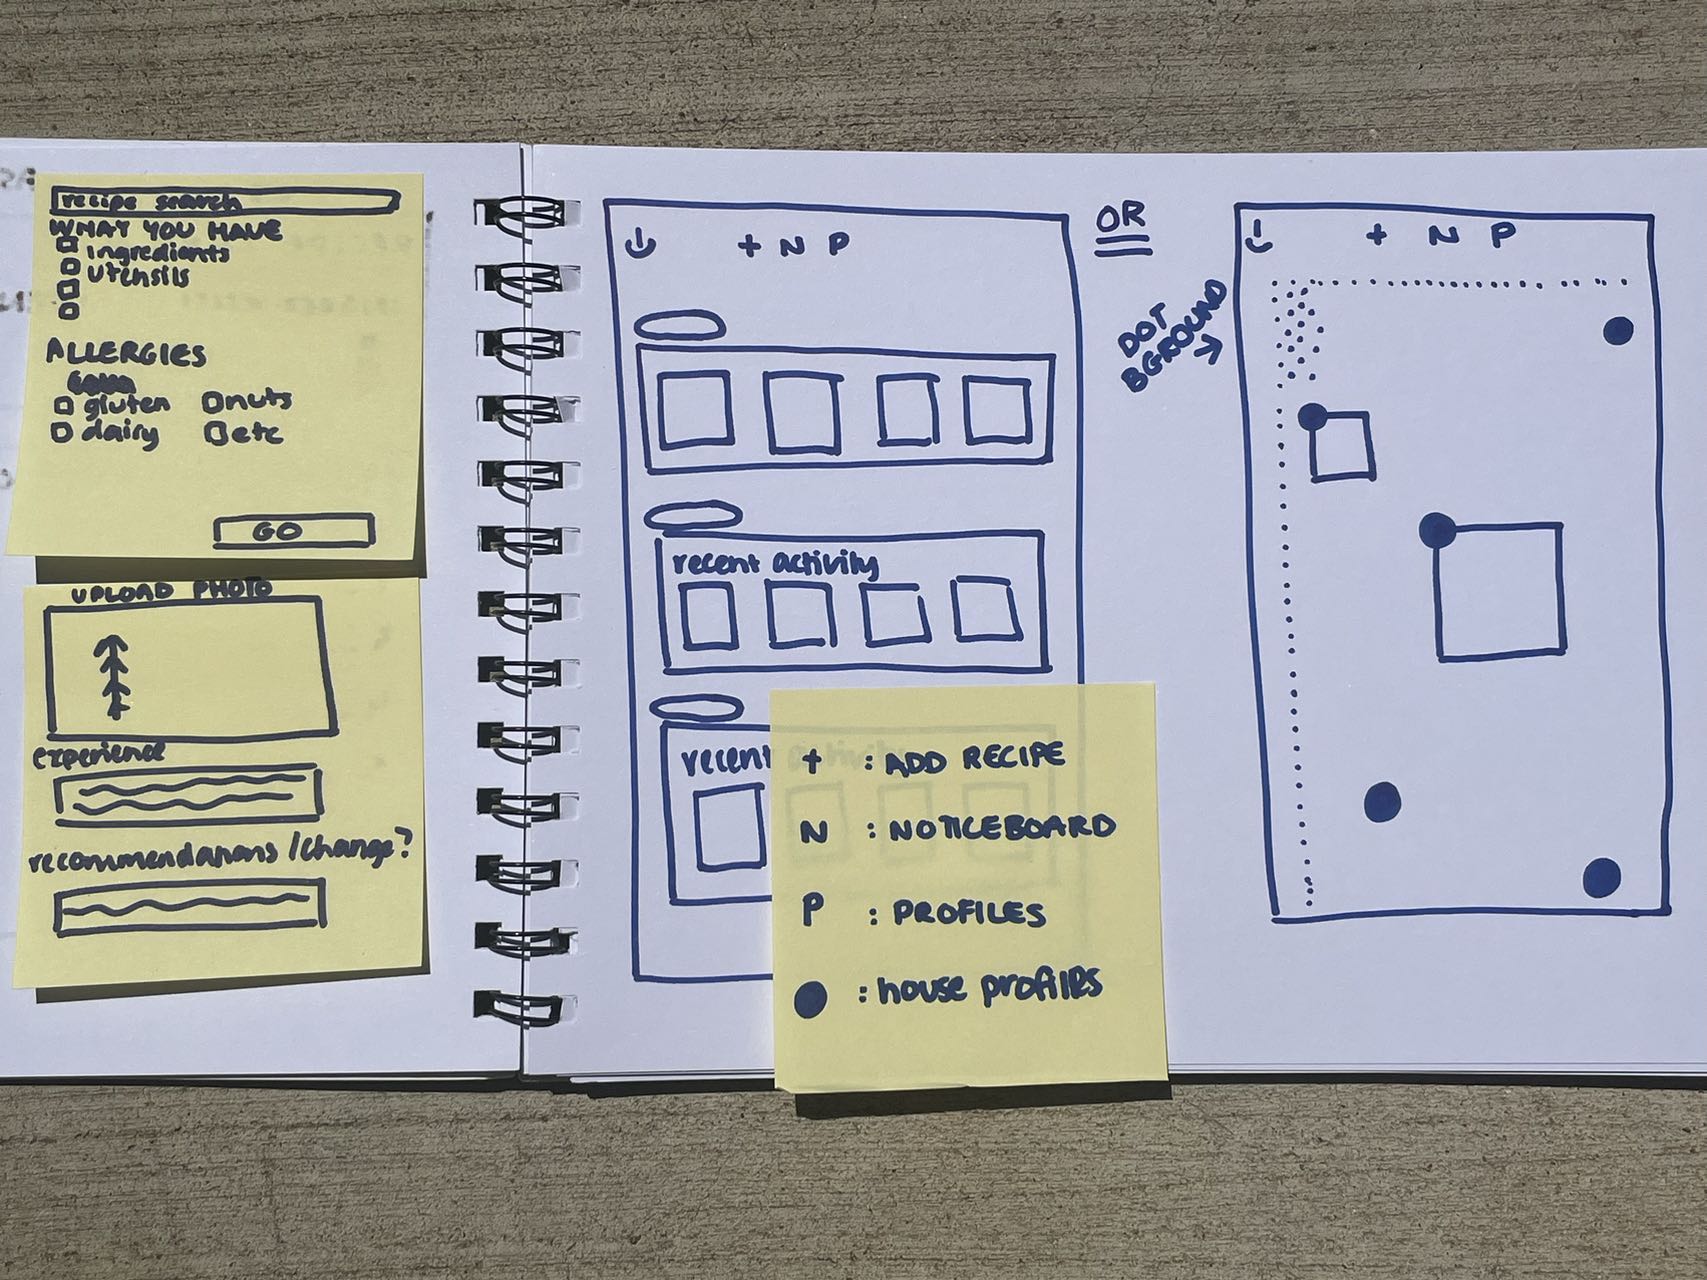 recipe search
WHAT YOU HAVE
ingredients
utensils
ALLERGIES
gluten nuts
dairy etc
GO
UPLOAD PHOTO
experience
recommendations /change?
+ N P
recent activity
recent activity
+ : ADD RECIPE
N : NOTICEBOARD
P : PROFILES
: house profiles
OR
DOT
BGROUND
+ N P